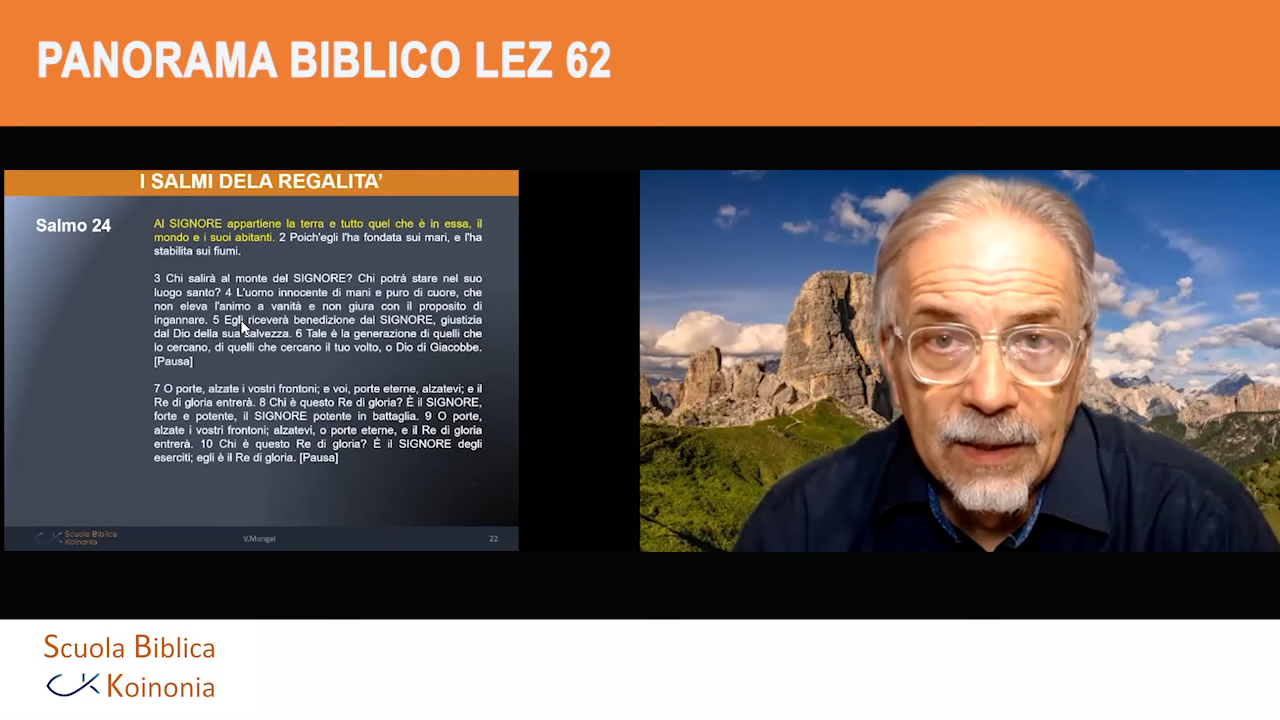 PANORAMA BIBLICO LEZ 62
I SALMI DELA REGALITA'
Salmo 24
Al SIGNORE appartiene la terra e tutto quel che è in essa, il
mondo e i suoi abitanti. 2 Poich'egli l'ha fondata sui mari, e l'ha
stabilita sui fiumi.
3 Chi salirà al monte del SIGNORE? Chi potrà stare nel suo
luogo santo? 4 L'uomo innocente di mani e puro di cuore, che
non eleva l'animo a vanità e non giura con il proposito di
ingannare. 5 Egli riceverà benedizione dal SIGNORE, giustizia
dal Dio della sua salvezza. 6 Tale è la generazione di quelli che
lo cercano, di quelli che cercano il tuo volto, o Dio di Giacobbe.
[Pausa]
7 O porte, alzate i vostri frontoni; e voi, porte eterne, alzatevi; e il
Re di gloria entrerà. 8 Chi è questo Re di gloria? È il SIGNORE,
forte e potente, il SIGNORE potente in battaglia. 9 O porte,
alzate i vostri frontoni; alzatevi, o porte eterne, e il Re di gloria
entrerà. 10 Chi è questo Re di gloria? È il SIGNORE degli
eserciti; egli è il Re di gloria. [Pausa]
Scuola Biblica
Koinonia
V.Mungai
22
Scuola Biblica
Koinonia